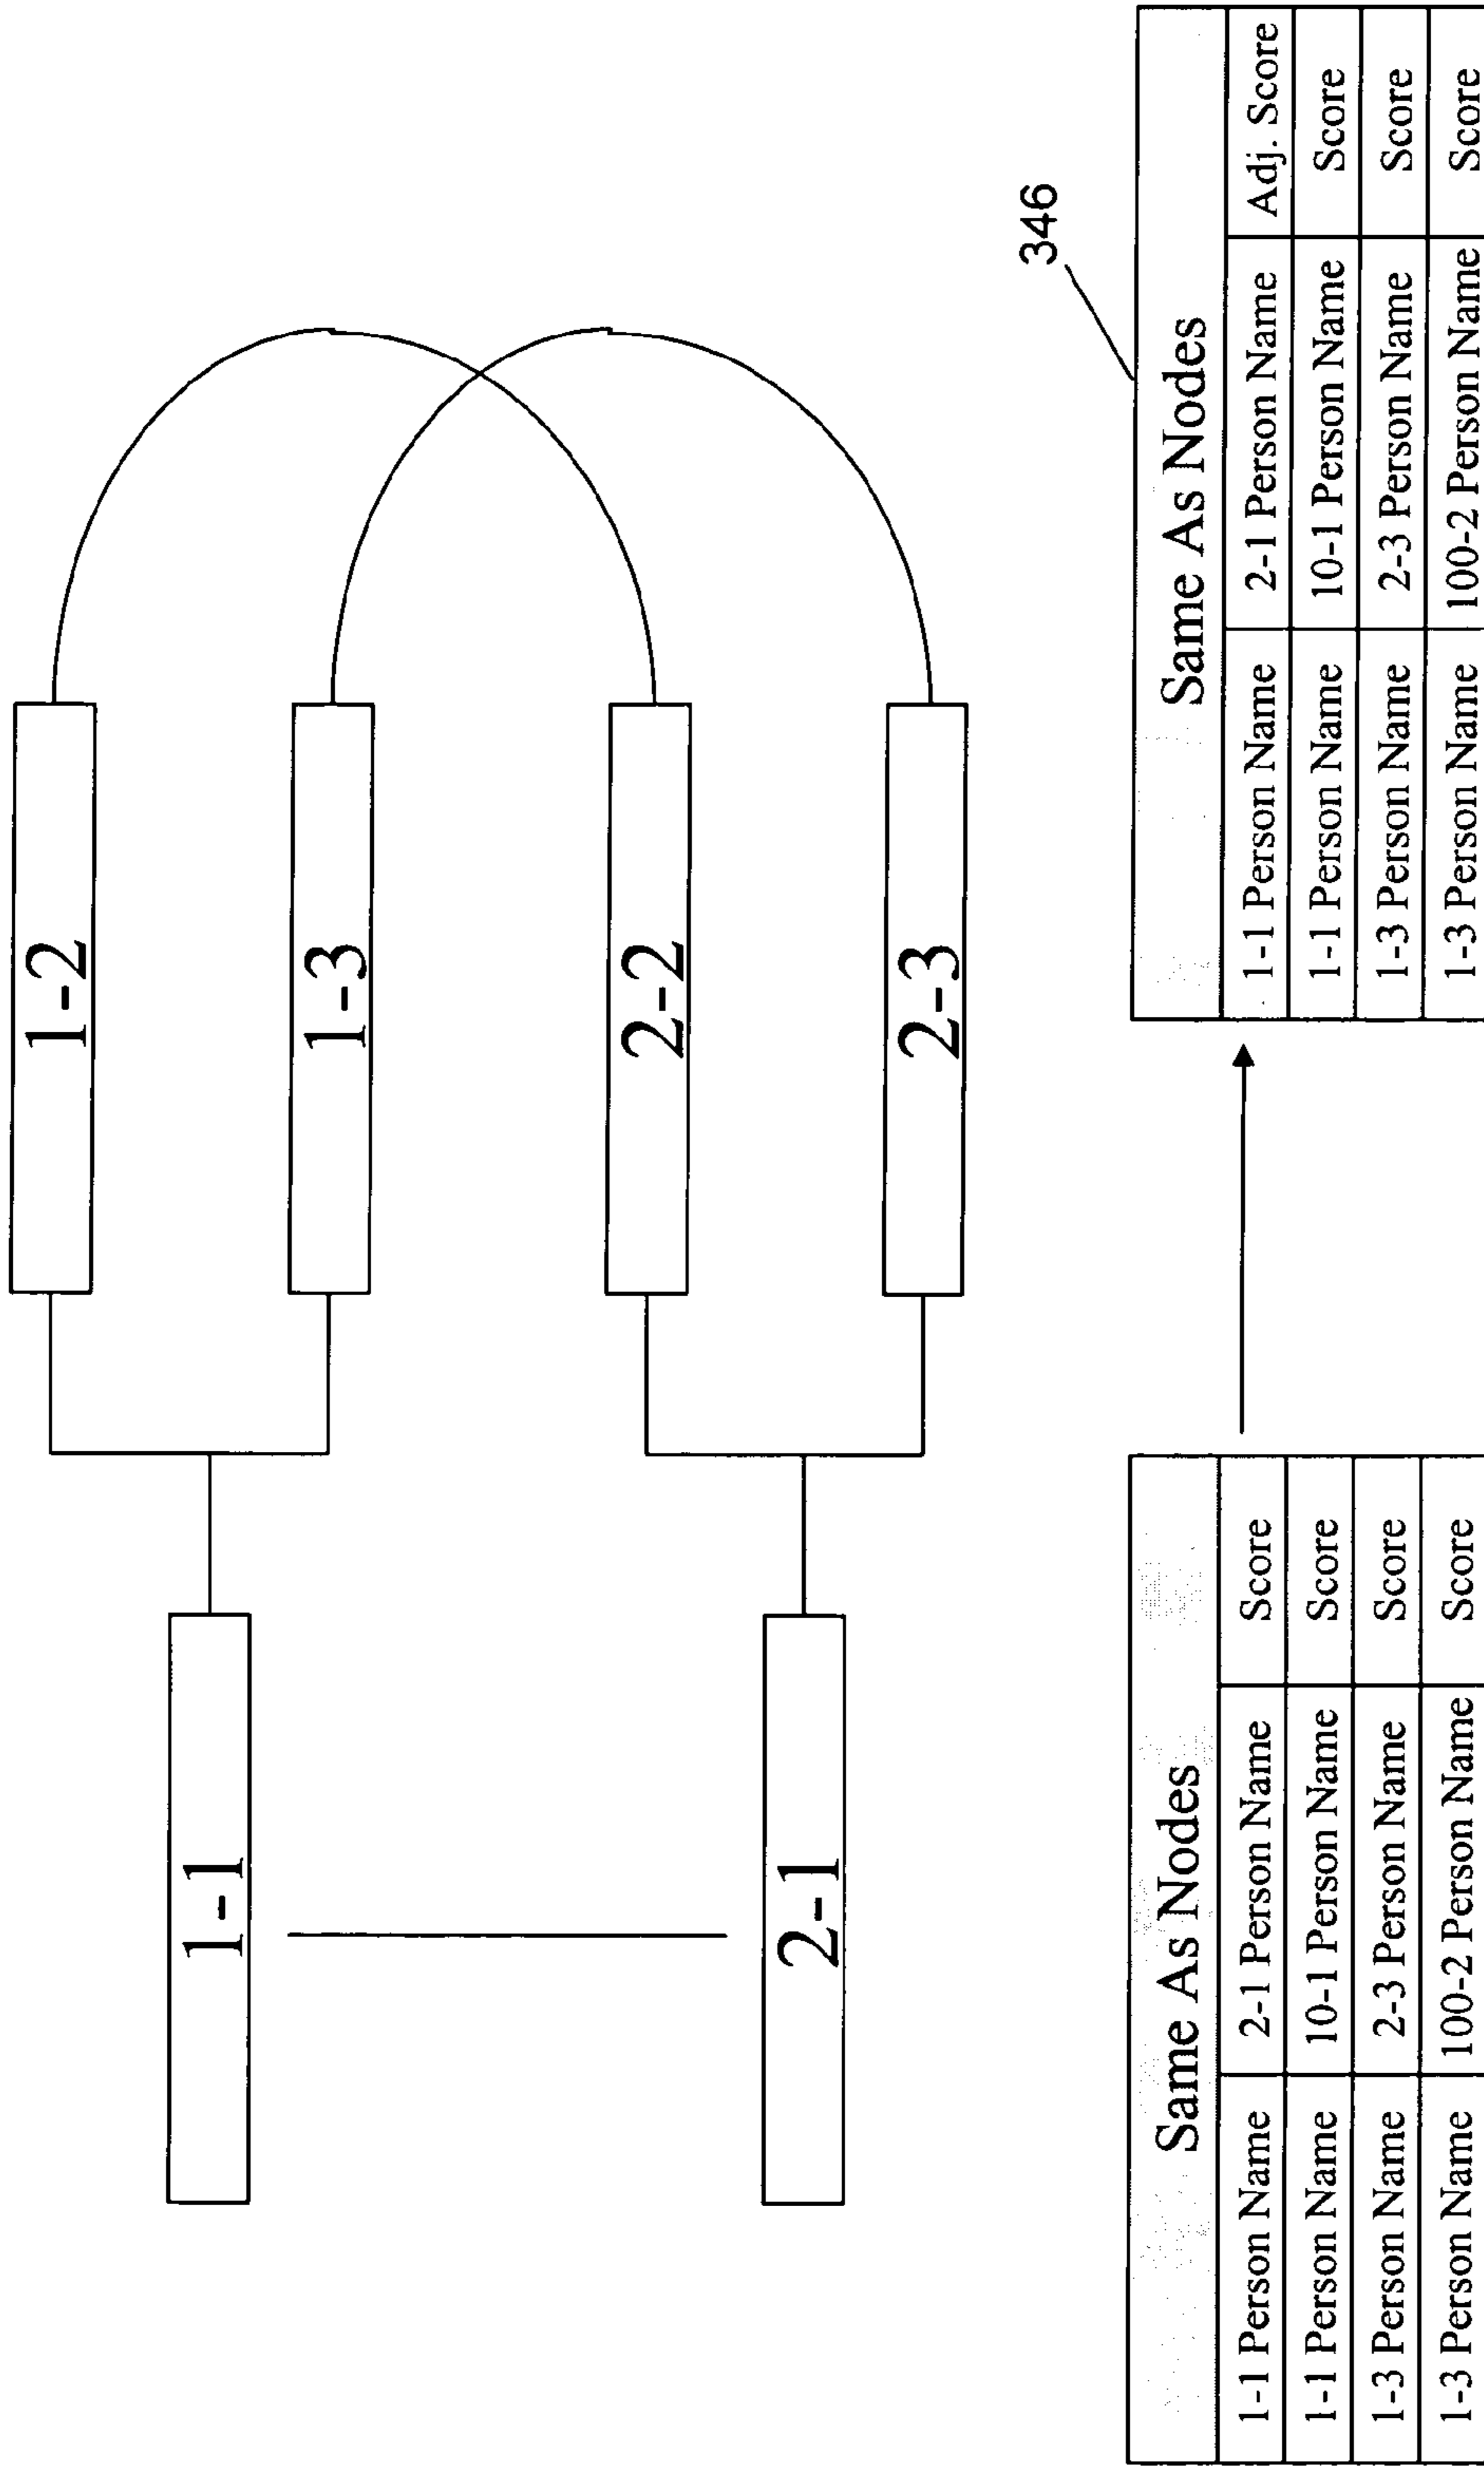 1-2
1-1
1-3
2-2
2-1
2-3
346
Same As Nodes
1-1 Person Name 2-1 Person Name Score
1-1 Person Name 10-1 Person Name Score
1-3 Person Name 2-3 Person Name Score
1-3 Person Name 100-2 Person Name Score
Same As Nodes
1-1 Person Name 2-1 Person Name Adj. Score
1-1 Person Name 10-1 Person Name Score
1-3 Person Name 2-3 Person Name Score
1-3 Person Name 100-2 Person Name Score